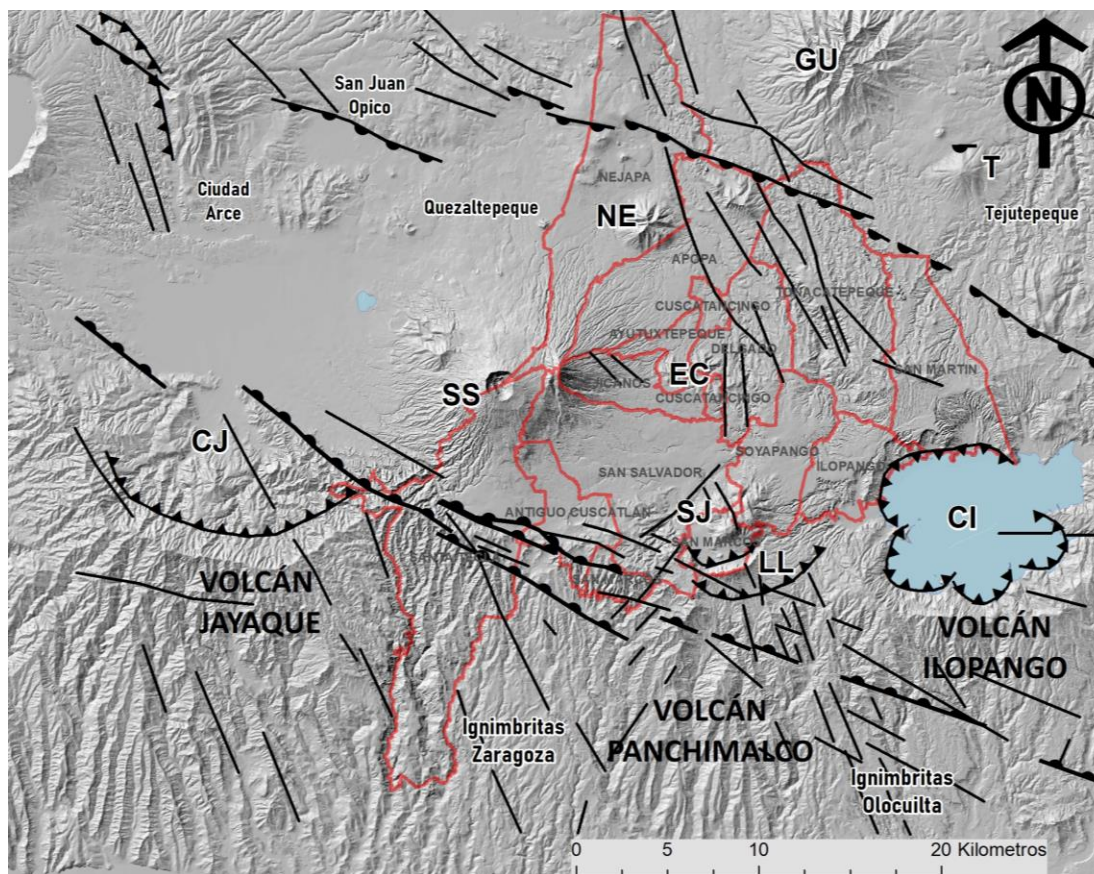 GU
N
San Juan
Opico
T
Ciudad
Arce
NEJAPA
Quezaltepeque
NE
Tejutepeque
APOPA
TONACATEPEQUE
CUSCATANCINGO
AYUTUXTEPEQUE
DELGADO
SS
EC
MEJICANOS
SAN MARTIN
CUSCATANCINGO
CJ
SOYAPANGO
ILOPANGO
SAN SALVADOR
ANTIGUO CUSCATLAN
SJ
CI
SAN MARCOS
LL
VOLCÁN
JAYAQUE
VOLCÁN
ILOPANGO
VOLCÁN
PANCHIMALCO
Ignimbritas
Zaragoza
Ignimbritas
Olocuilta
0 5 10 20 Kilometros